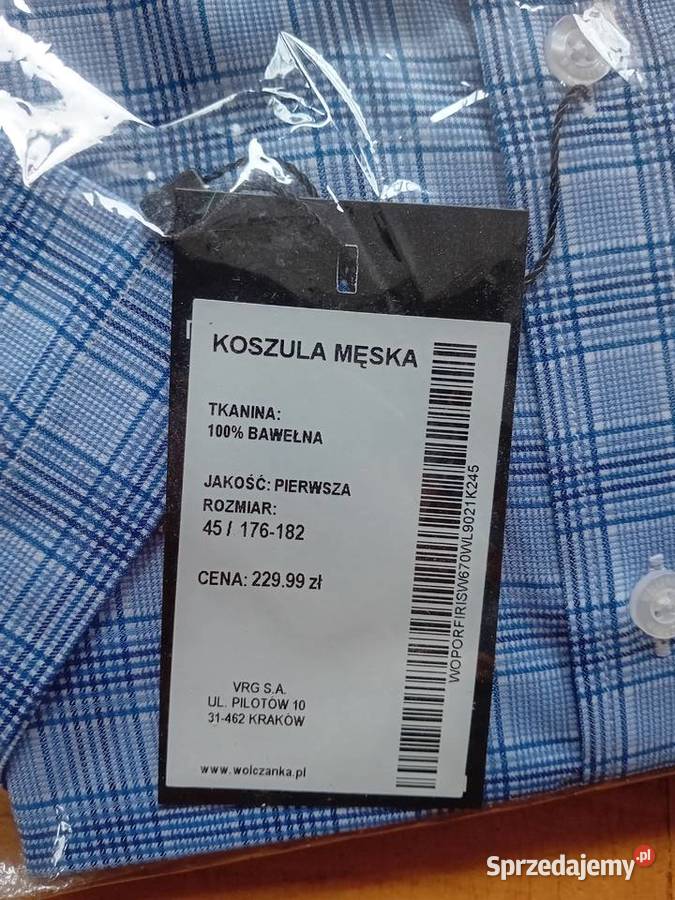 KOSZULA MĘSKA
TKANINA:
100% BAWEŁNA
JAKOŚĆ: PIERWSZA
ROZMIAR:
45 / 176-182
CENA: 229.99 zł
VRG S.A.
UL. PILOTÓW 10
31-462 KRAKÓW
www.wolczanka.pl
WOPORFIRISW670WL9021K245
Sprzedajemy.pl